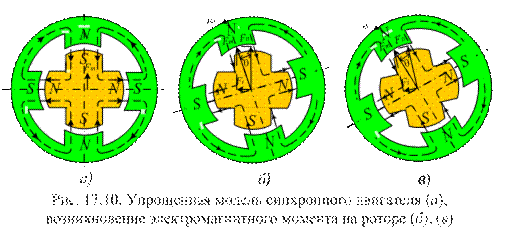 N
S
S N N S
S
N
N
S
S N N S
S
N
N
S
S N N S
S
N
а) б) в)
Рис. 17.10. Упрощенная модель синхронного двигателя (а),
возникновение электромагнитного момента на роторе (б), (в)